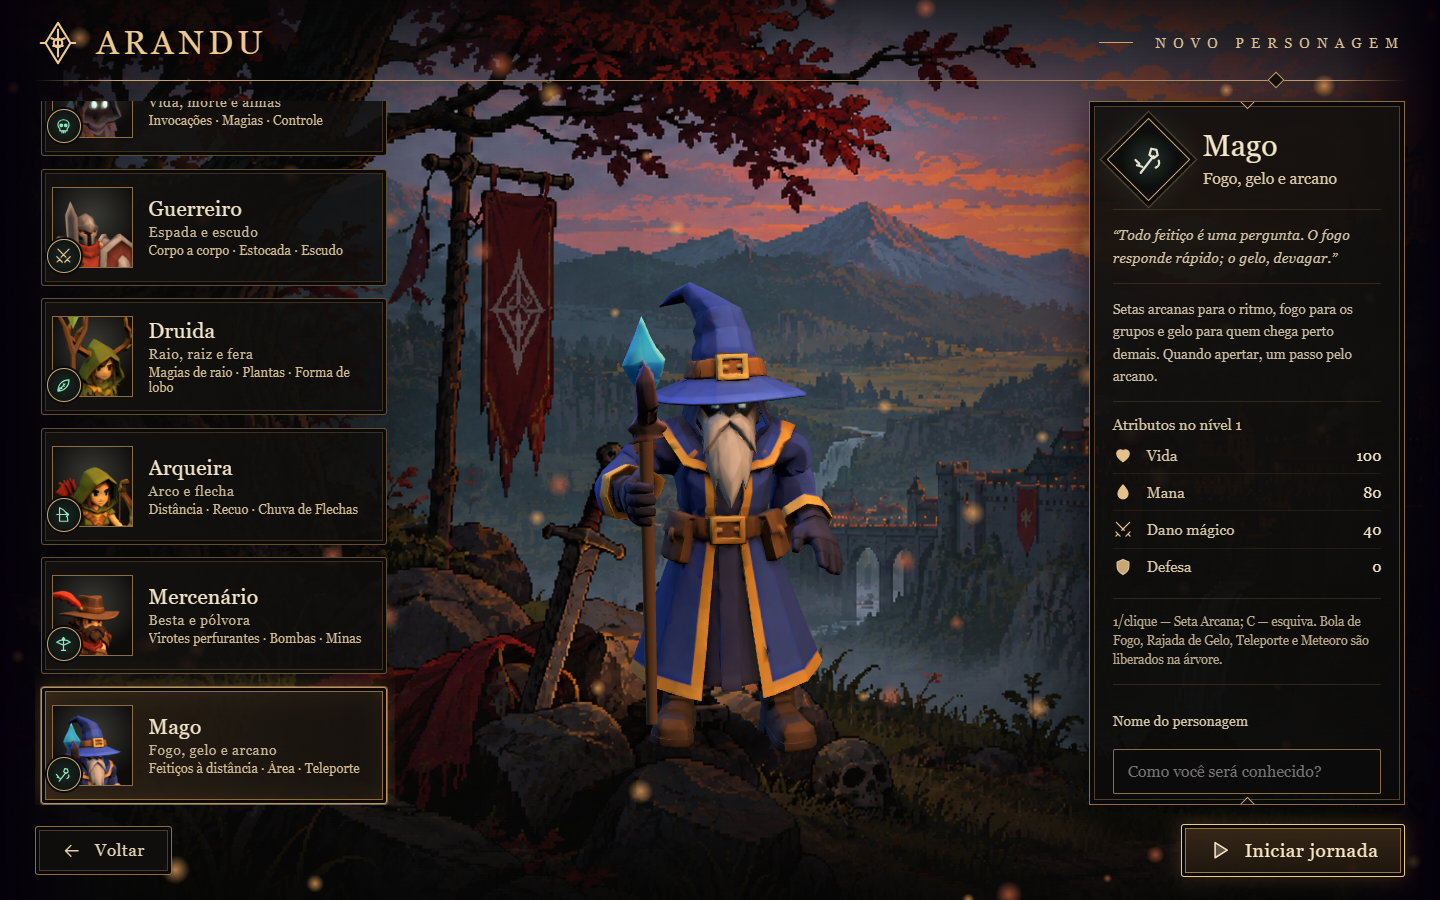 ARANDU
NOVO PERSONAGEM
Vida, morte e almas
Invocações · Magias · Controle
Guerreiro
Espada e escudo
Corpo a corpo · Estocada · Escudo
Druida
Raio, raiz e fera
Magias de raio · Plantas · Forma de
lobo
Arqueira
Arco e flecha
Distância · Recuo · Chuva de Flechas
Mercenário
Besta e pólvora
Virotes perfurantes · Bombas · Minas
Mago
Fogo, gelo e arcano
Feitiços à distância · Área · Teleporte
Voltar
Mago
Fogo, gelo e arcano
“Todo feitiço é uma pergunta. O fogo
responde rápido; o gelo, devagar.”
Setas arcanas para o ritmo, fogo para os
grupos e gelo para quem chega perto
demais. Quando apertar, um passo pelo
arcano.
Atributos no nível 1
Vida 100
Mana 80
Dano mágico 40
Defesa 0
1/clique — Seta Arcana; C — esquiva. Bola de
Fogo, Rajada de Gelo, Teleporte e Meteoro são
liberados na árvore.
Nome do personagem
Como você será conhecido?
Iniciar jornada